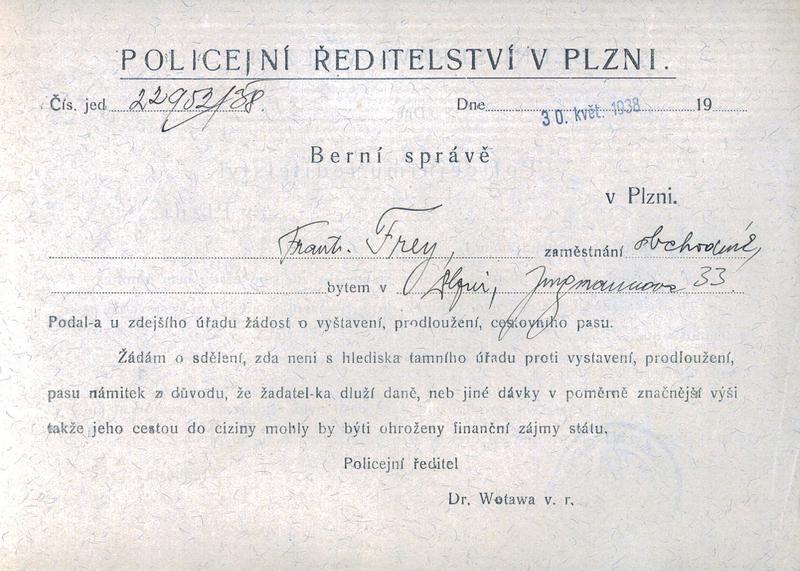 POLICEJNÍ ŘEDITELSTVÍ V PLZNI.
Čís. jed. 22902/38. Dne 30. květ. 1938 19
Berní správě
v Plzni.
Frant. Frey, zaměstnání obchodník,
bytem v Plzni, Jungmannova 33.
Podal-a u zdejšího úřadu žádost o vyštavení, prodloužení, cestovního pasu.
Žádám o sdělení, zda neni s hlediska tamního úřadu proti vystavení, prodloužení,
pasu námitek z důvodu, že žadatel-ka dluží daně, neb jiné dávky v poměrně značnější výši
takže jeho cestou do ciziny mohly by býti ohroženy finanční zájmy státu.
Policejní ředitel
Dr. Wotawa v. r.